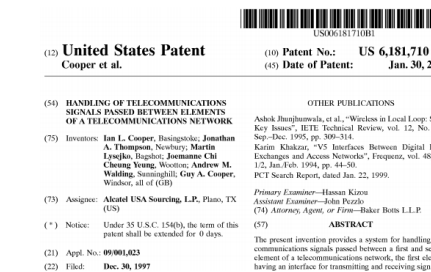 US006181710B1
(12) United States Patent
Cooper et al.
(10) Patent No.: US 6,181,710
(45) Date of Patent: Jan. 30, 2
(54) HANDLING OF TELECOMMUNICATIONS
SIGNALS PASSED BETWEEN ELEMENTS
OF A TELECOMMUNICATIONS NETWORK
(75) Inventors: Ian L. Cooper, Basingstoke; Jonathan
A. Thompson, Newbury; Martin
Lysejko, Bagshot; Joemanne Chi
Cheung Yeung, Wootton; Andrew M.
Walding, Sunninghill; Guy A. Cooper,
Windsor, all of (GB)
(73) Assignee: Alcatel USA Sourcing, L.P., Plano, TX
(US)
(*) Notice: Under 35 U.S.C. 154(b), the term of this
patent shall be extended for 0 days.
(21) Appl. No.: 09/001,023
(22) Filed: Dec. 30, 1997
OTHER PUBLICATIONS
Ashok Jhunjhunwala, et al., "Wireless in Local Loop:
Key Issues", IETE Technical Review, vol. 12, No.
Sep.–Dec. 1995, pp. 309–314.
Karim Khakzar, "V5 Interfaces Between Digital
Exchanges and Access Networks", Frequenz, vol. 48
1/2, Jan./Feb. 1994, pp. 44–50.
PCT Search Report, dated Jan. 22, 1999.
Primary Examiner—Hassan Kizou
Assistant Examiner—John Pezzlo
(74) Attorney, Agent, or Firm—Baker Botts L.L.P.
(57) ABSTRACT
The present invention provides a system for handling
communications signals passed between a first and se
element of a telecommunications network, the first ele
having an interface for transmitting and receiving sign